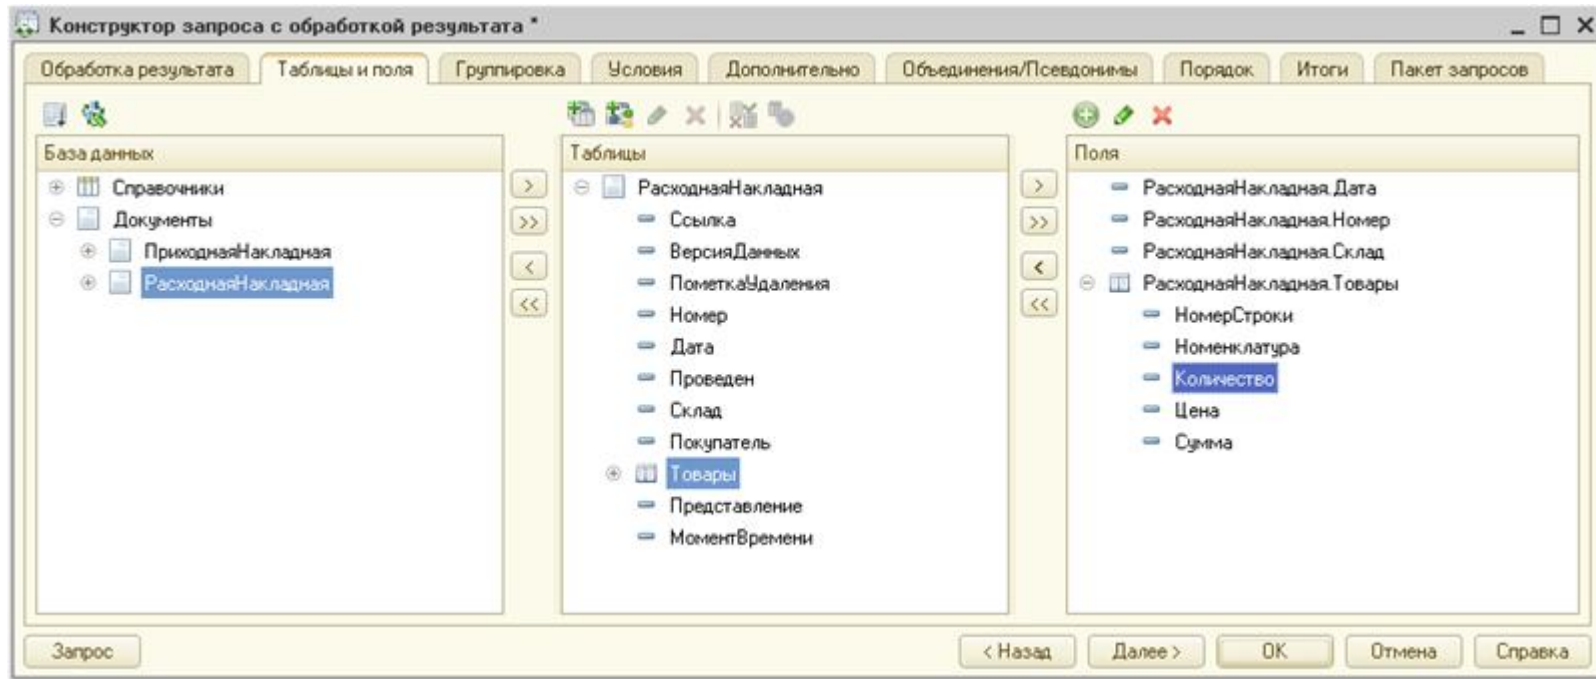 Конструктор запроса с обработкой результата *
Обработка результата
Таблицы и поля
Группировка
Условия
Дополнительно
Объединения/Псевдонимы
Порядок
Итоги
Пакет запросов
База данных
Справочники
Документы
ПриходнаяНакладная
РасходнаяНакладная
>
>>
<
<<
Таблицы
РасходнаяНакладная
Ссылка
ВерсияДанных
ПометкаУдаления
Номер
Дата
Проведен
Склад
Покупатель
Товары
Представление
МоментВремени
>
>>
<
<<
Поля
РасходнаяНакладная.Дата
РасходнаяНакладная.Номер
РасходнаяНакладная.Склад
РасходнаяНакладная.Товары
НомерСтроки
Номенклатура
Количество
Цена
Сумма
Запрос
< Назад
Далее >
OK
Отмена
Справка